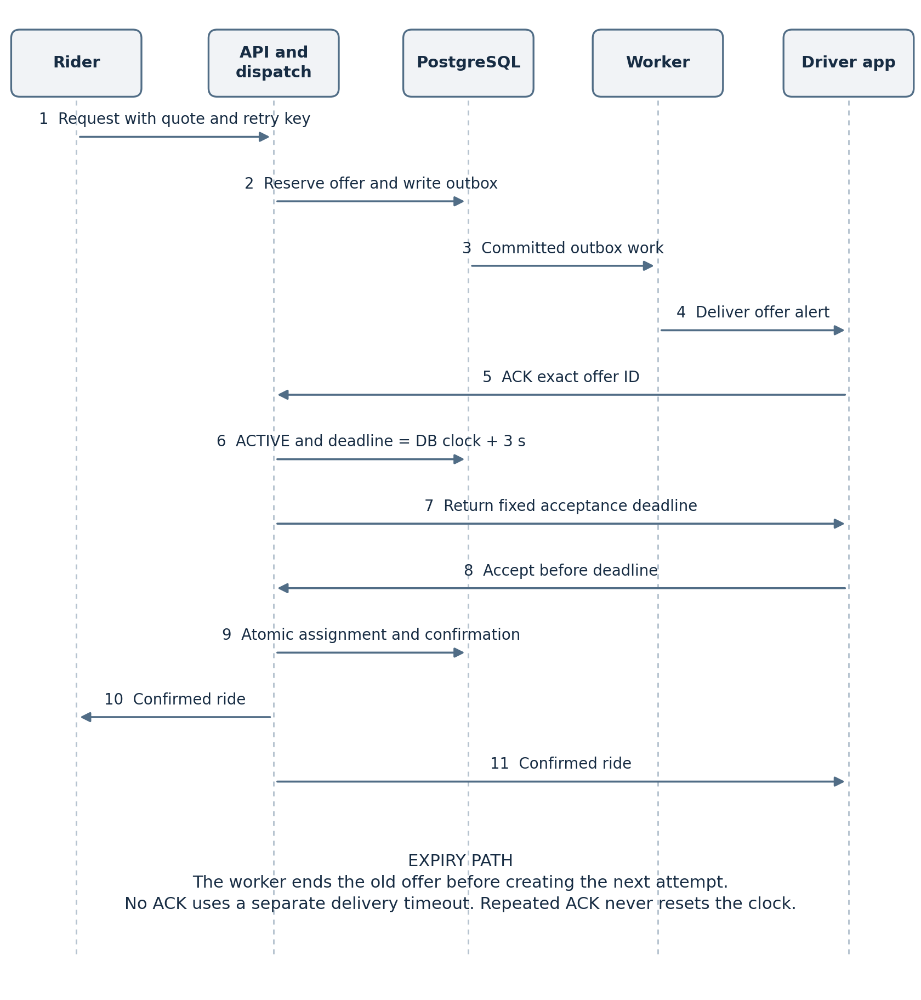 Rider
API and
dispatch
PostgreSQL
Worker
Driver app
1 Request with quote and retry key
2 Reserve offer and write outbox
3 Committed outbox work
4 Deliver offer alert
5 ACK exact offer ID
6 ACTIVE and deadline = DB clock + 3 s
7 Return fixed acceptance deadline
8 Accept before deadline
9 Atomic assignment and confirmation
10 Confirmed ride
11 Confirmed ride
EXPIRY PATH
The worker ends the old offer before creating the next attempt.
No ACK uses a separate delivery timeout. Repeated ACK never resets the clock.